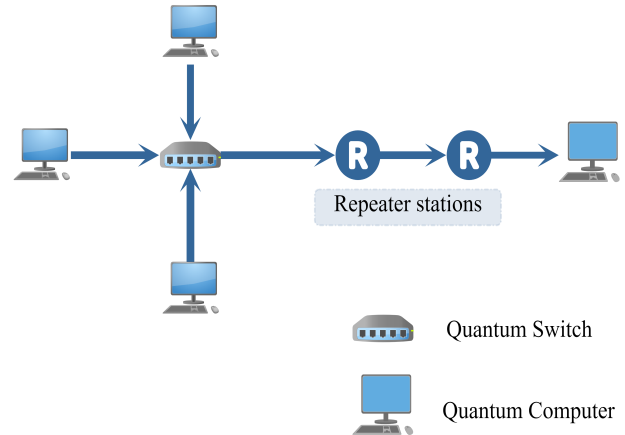 R
R
Repeater stations
Quantum Switch
Quantum Computer